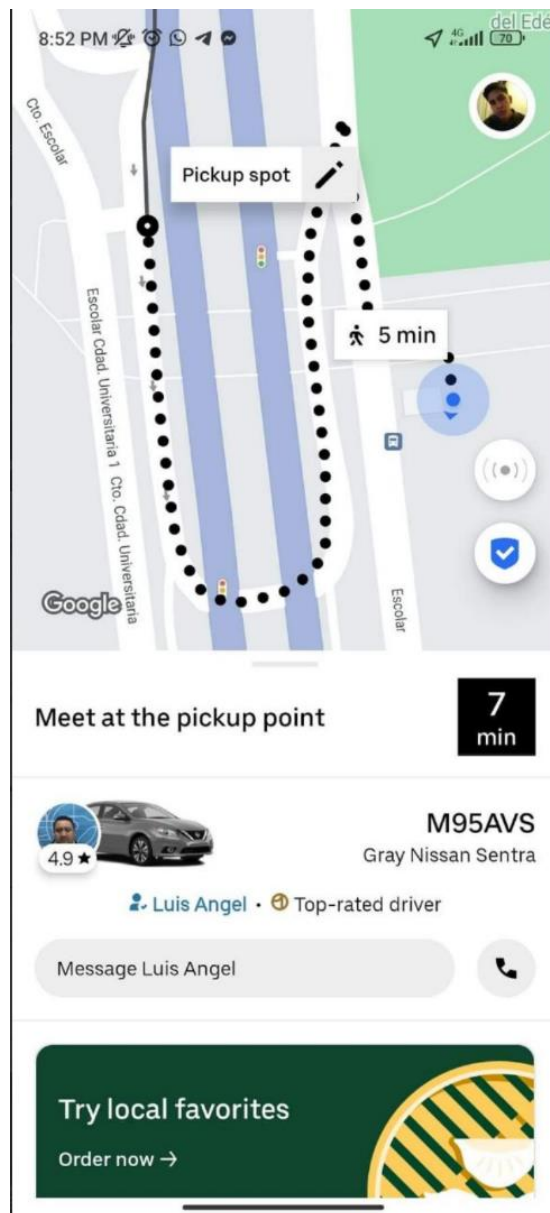 del Edé
8:52 PM
4G
70
Cto. Escolar
Pickup spot
5 min
Escolar Cdad. Universitaria 1 Cto. Cdad. Universitaria
Escolar
Google
Meet at the pickup point
7
min
M95AVS
4.9 ★
Gray Nissan Sentra
Luis Angel • Top-rated driver
Message Luis Angel
Try local favorites
Order now →